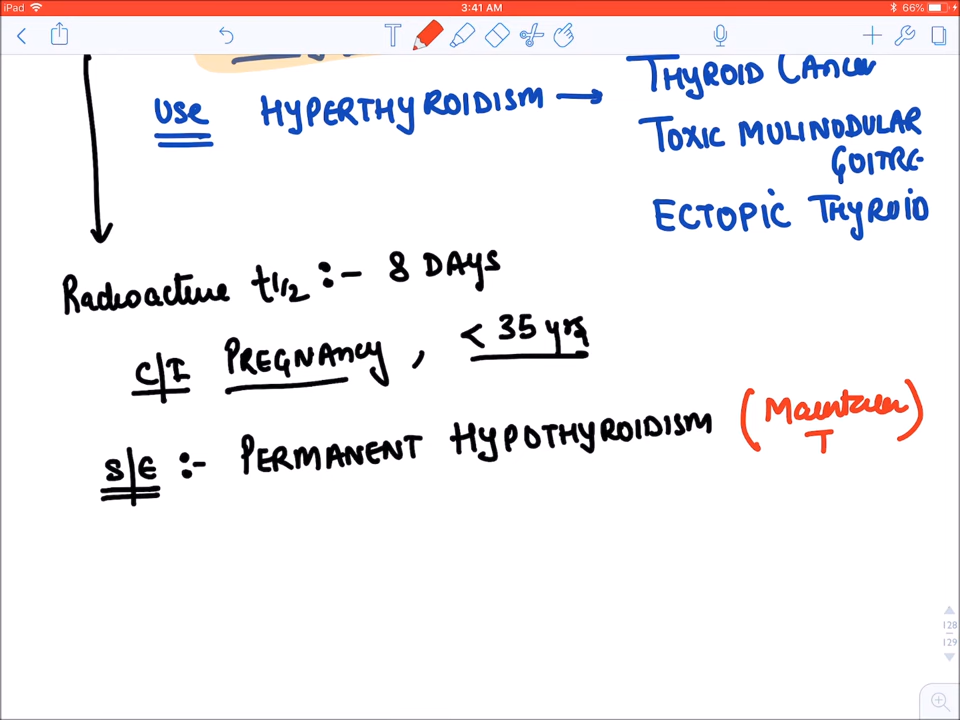 iPad
3:41 AM
66%
T
Use HYPERTHYROIDISM → THYROID CANCER
TOXIC MULINODULAR
GOITRE
ECTOPIC THYROID
Radioactive t1/2 :- 8 DAYS
C/I PREGNANCY, < 35 yrs
S/E :- PERMANENT HYPOTHYROIDISM (
T )
128
129